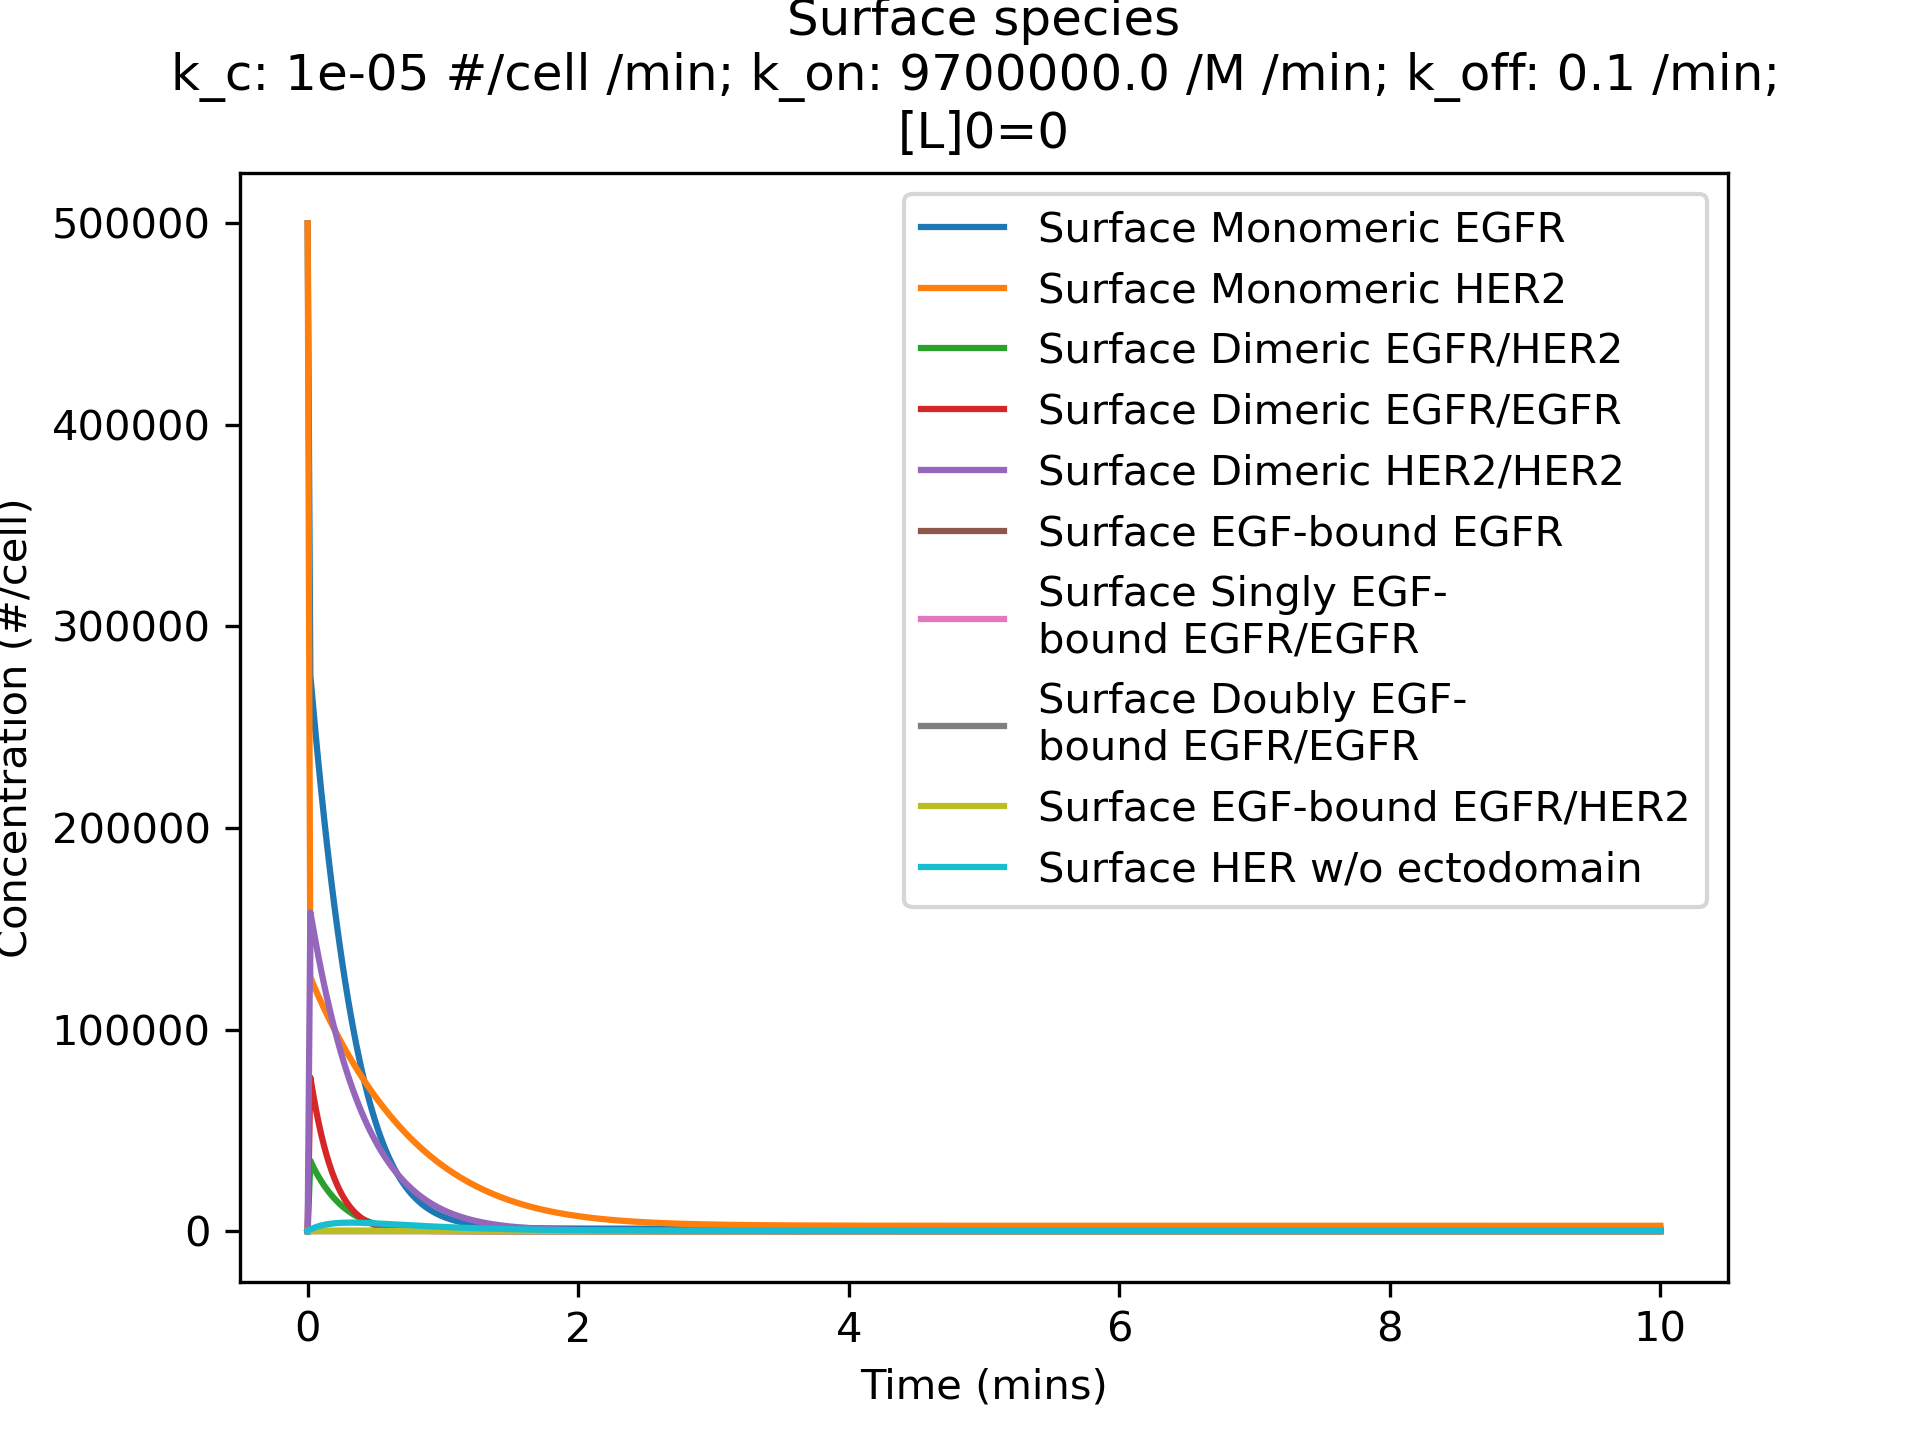 Surface species
k_c: 1e-05 #/cell /min; k_on: 9700000.0 /M /min; k_off: 0.1 /min;
[L]0=0
Concentration (#/cell)
500000
400000
300000
200000
100000
0
Surface Monomeric EGFR
Surface Monomeric HER2
Surface Dimeric EGFR/HER2
Surface Dimeric EGFR/EGFR
Surface Dimeric HER2/HER2
Surface EGF-bound EGFR
Surface Singly EGF-
bound EGFR/EGFR
Surface Doubly EGF-
bound EGFR/EGFR
Surface EGF-bound EGFR/HER2
Surface HER w/o ectodomain
0 2 4 6 8 10
Time (mins)